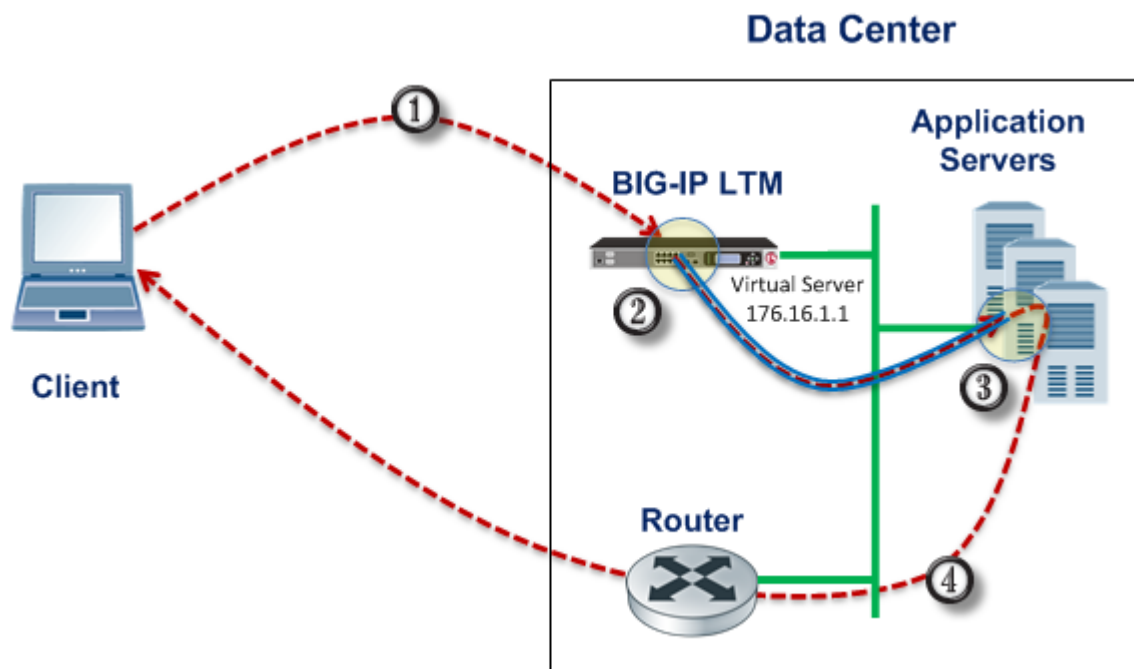 Data Center
1
Application
Servers
BIG-IP LTM
Virtual Server
176.16.1.1
2
3
Client
Router
4